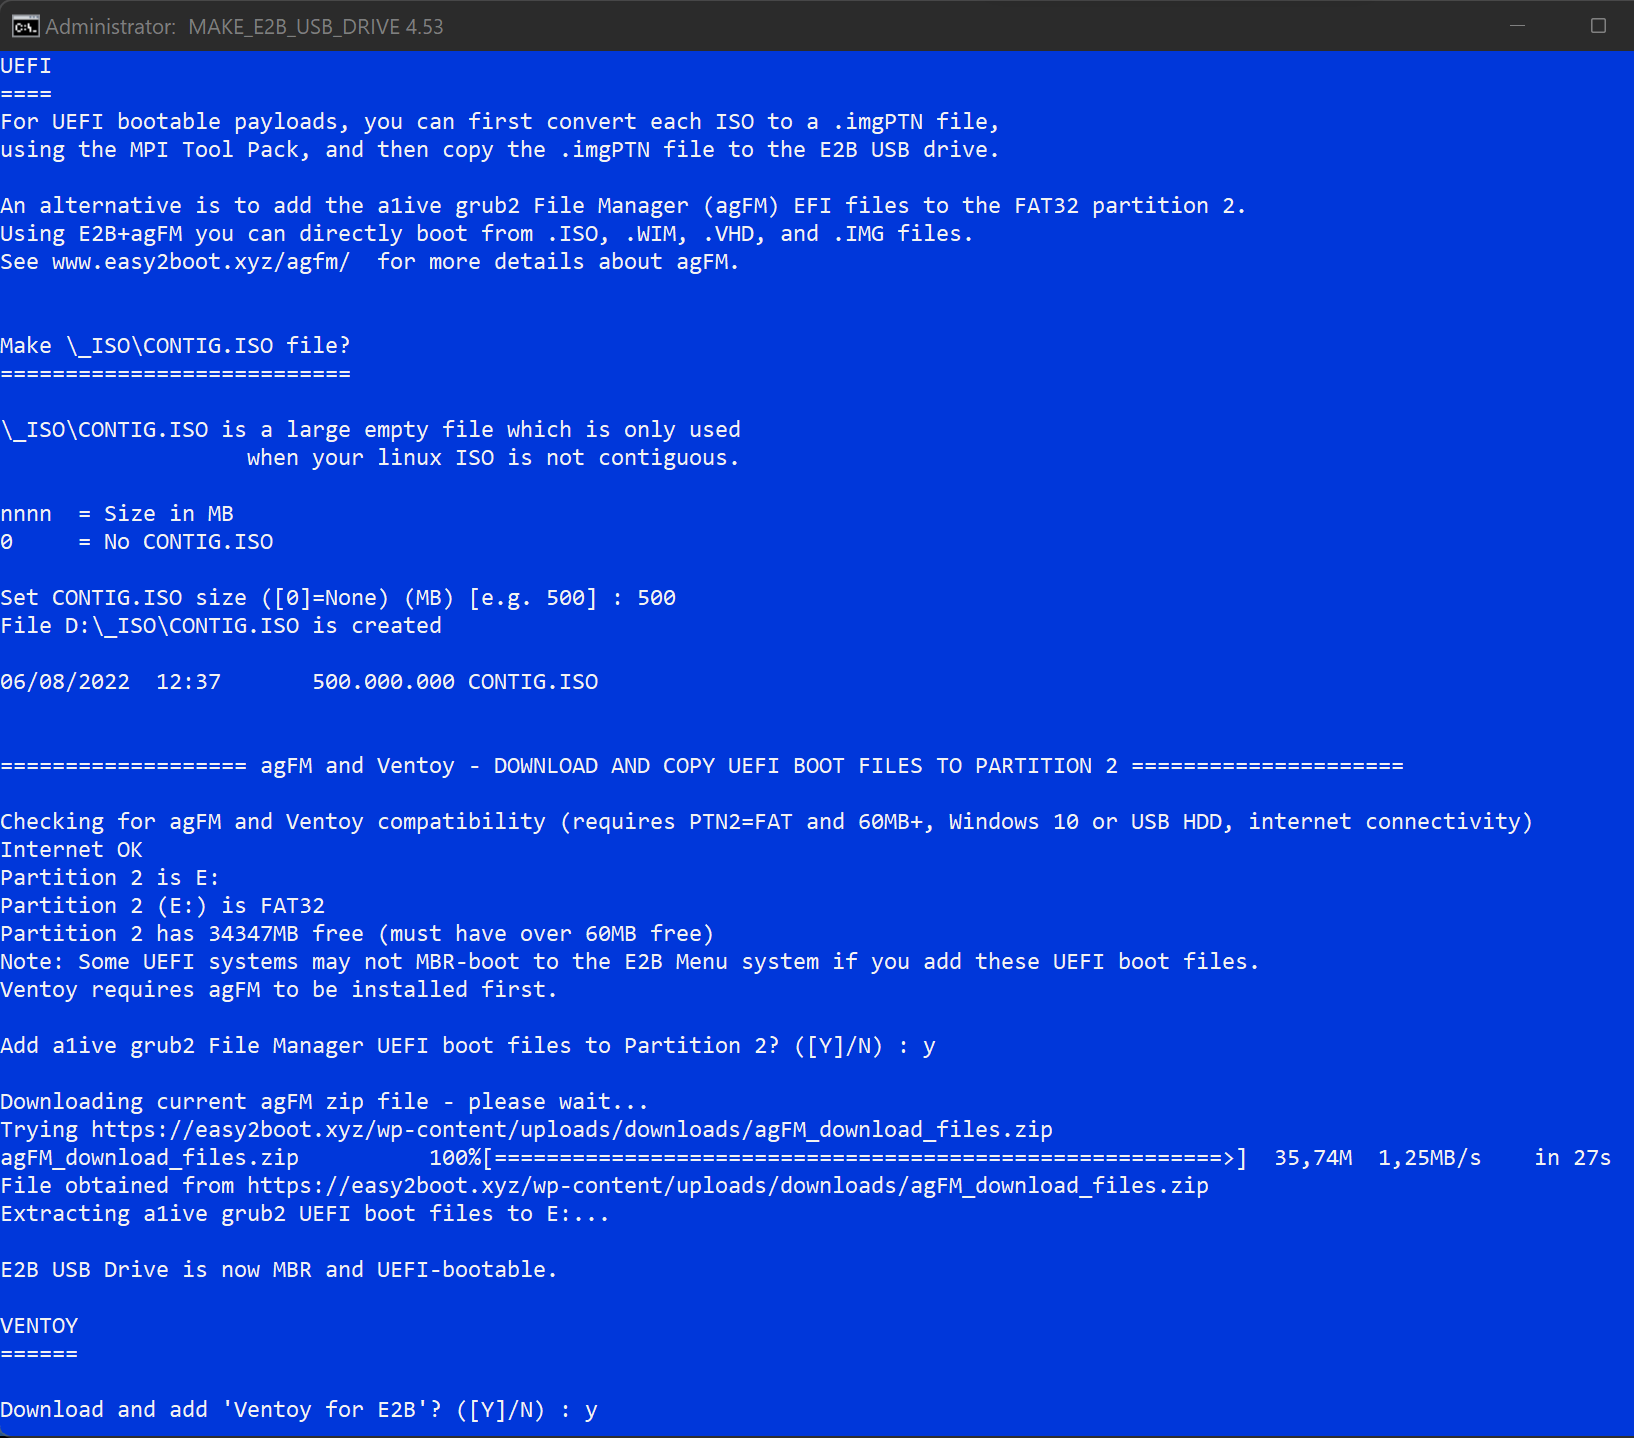 Administrator:  MAKE_E2B_USB_DRIVE 4.53
UEFI
====
For UEFI bootable payloads, you can first convert each ISO to a .imgPTN file,
using the MPI Tool Pack, and then copy the .imgPTN file to the E2B USB drive.
An alternative is to add the a1ive grub2 File Manager (agFM) EFI files to the FAT32 partition 2.
Using E2B+agFM you can directly boot from .ISO, .WIM, .VHD, and .IMG files.
See www.easy2boot.xyz/agfm/  for more details about agFM.
Make \_ISO\CONTIG.ISO file?
===========================
\_ISO\CONTIG.ISO is a large empty file which is only used
                   when your linux ISO is not contiguous.
nnnn  = Size in MB
0     = No CONTIG.ISO
Set CONTIG.ISO size ([0]=None) (MB) [e.g. 500] : 500
File D:\_ISO\CONTIG.ISO is created
06/08/2022  12:37       500.000.000 CONTIG.ISO
=================== agFM and Ventoy - DOWNLOAD AND COPY UEFI BOOT FILES TO PARTITION 2 =====================
Checking for agFM and Ventoy compatibility (requires PTN2=FAT and 60MB+, Windows 10 or USB HDD, internet connectivity)
Internet OK
Partition 2 is E:
Partition 2 (E:) is FAT32
Partition 2 has 34347MB free (must have over 60MB free)
Note: Some UEFI systems may not MBR-boot to the E2B Menu system if you add these UEFI boot files.
Ventoy requires agFM to be installed first.
Add a1ive grub2 File Manager UEFI boot files to Partition 2? ([Y]/N) : y
Downloading current agFM zip file - please wait...
Trying https://easy2boot.xyz/wp-content/uploads/downloads/agFM_download_files.zip
agFM_download_files.zip          100%[========================================================>]  35,74M  1,25MB/s    in 27s
File obtained from https://easy2boot.xyz/wp-content/uploads/downloads/agFM_download_files.zip
Extracting a1ive grub2 UEFI boot files to E:...
E2B USB Drive is now MBR and UEFI-bootable.
VENTOY
======
Download and add 'Ventoy for E2B'? ([Y]/N) : y